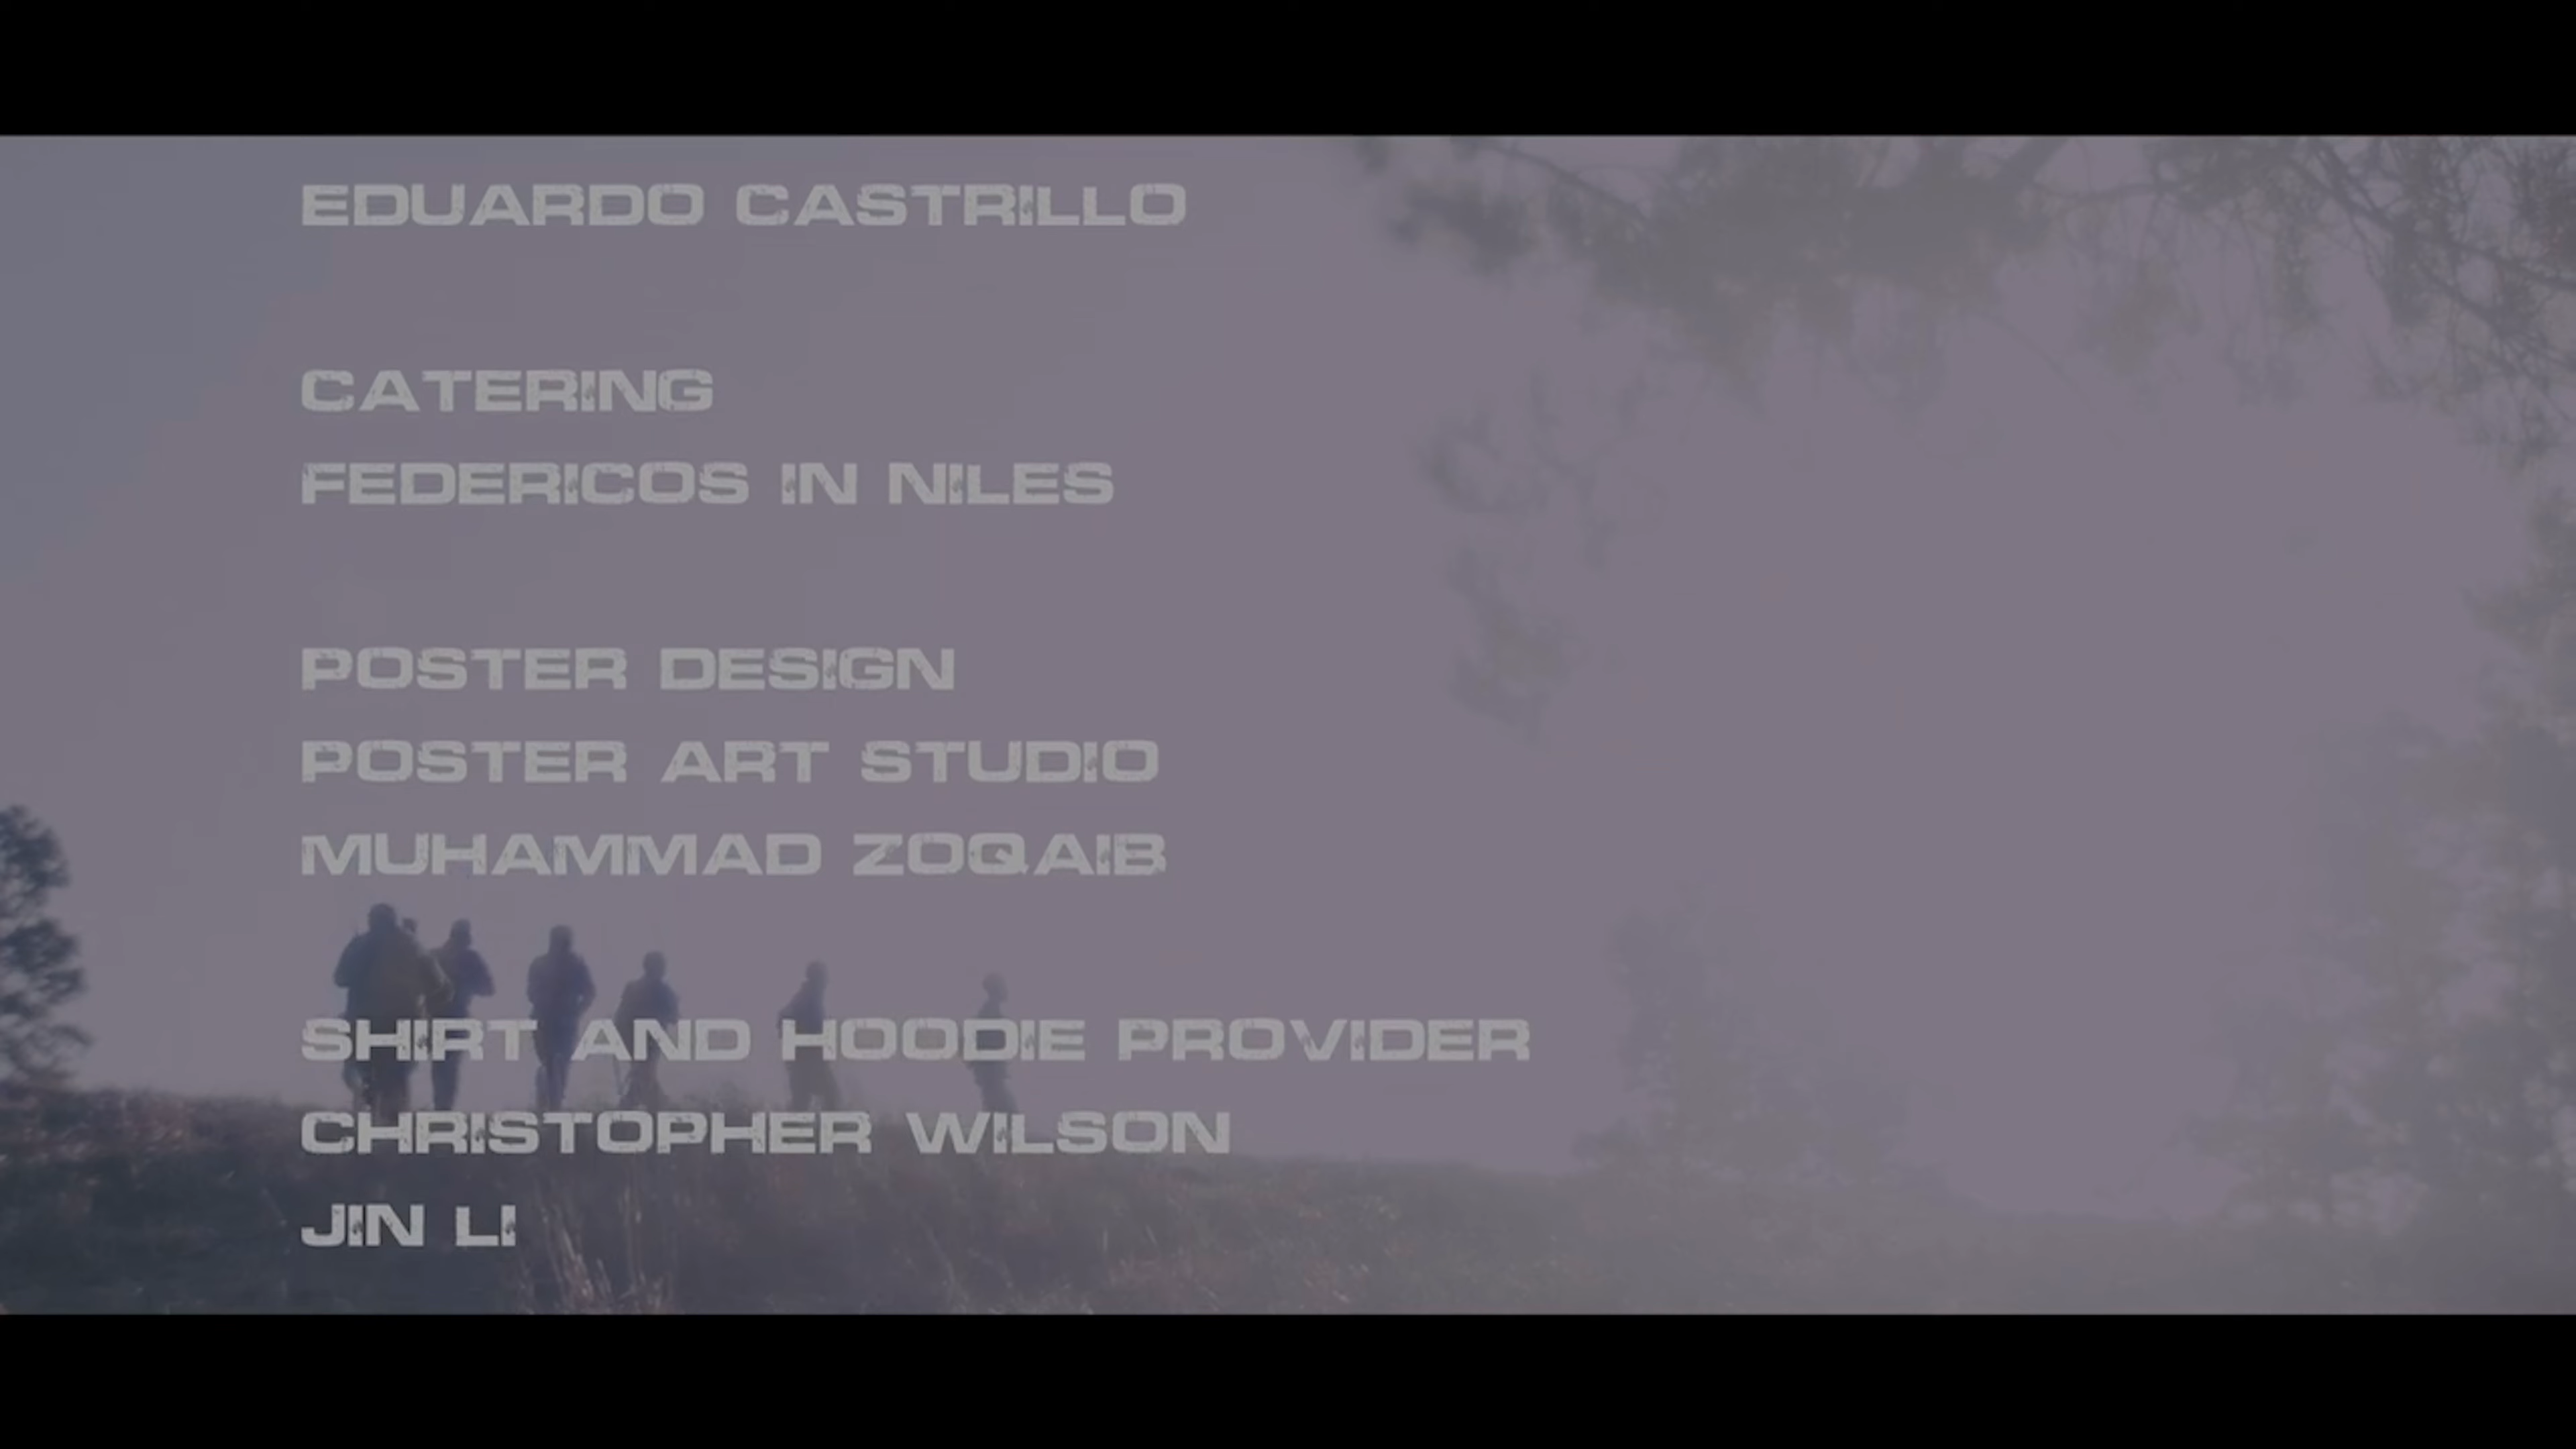 EDUARDO CASTRILLO
CATERING
FEDERICOS IN NILES
POSTER DESIGN
POSTER ART STUDIO
MUHAMMAD ZOQAIB
SHIRT AND HOODIE PROVIDER
CHRISTOPHER WILSON
JIN LI